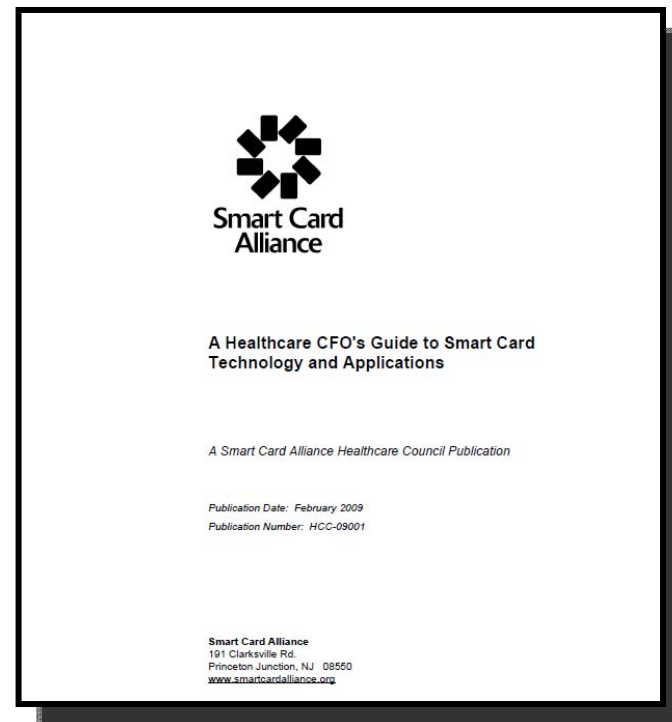 Smart Card
Alliance
A Healthcare CFO's Guide to Smart Card
Technology and Applications
A Smart Card Alliance Healthcare Council Publication
Publication Date: February 2009
Publication Number: HCC-09001
Smart Card Alliance
191 Clarksville Rd.
Princeton Junction, NJ 08550
www.smartcardalliance.org